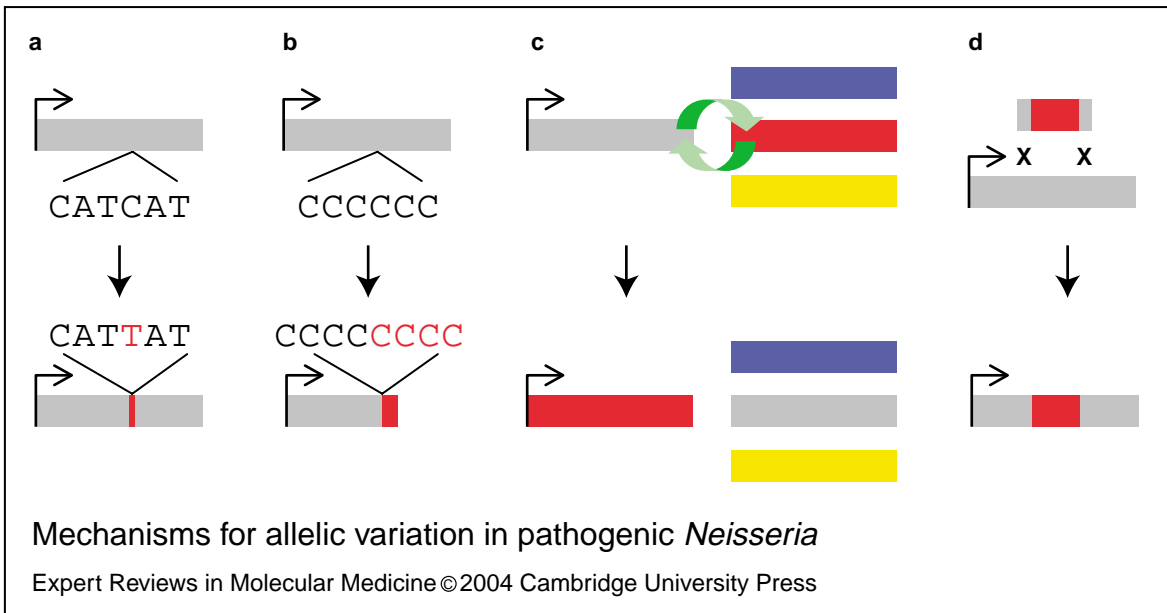 a b c d
X X
CATCAT CCCCCC
CATTAT CCCCCCCC
Mechanisms for allelic variation in pathogenic Neisseria
Expert Reviews in Molecular Medicine © 2004 Cambridge University Press